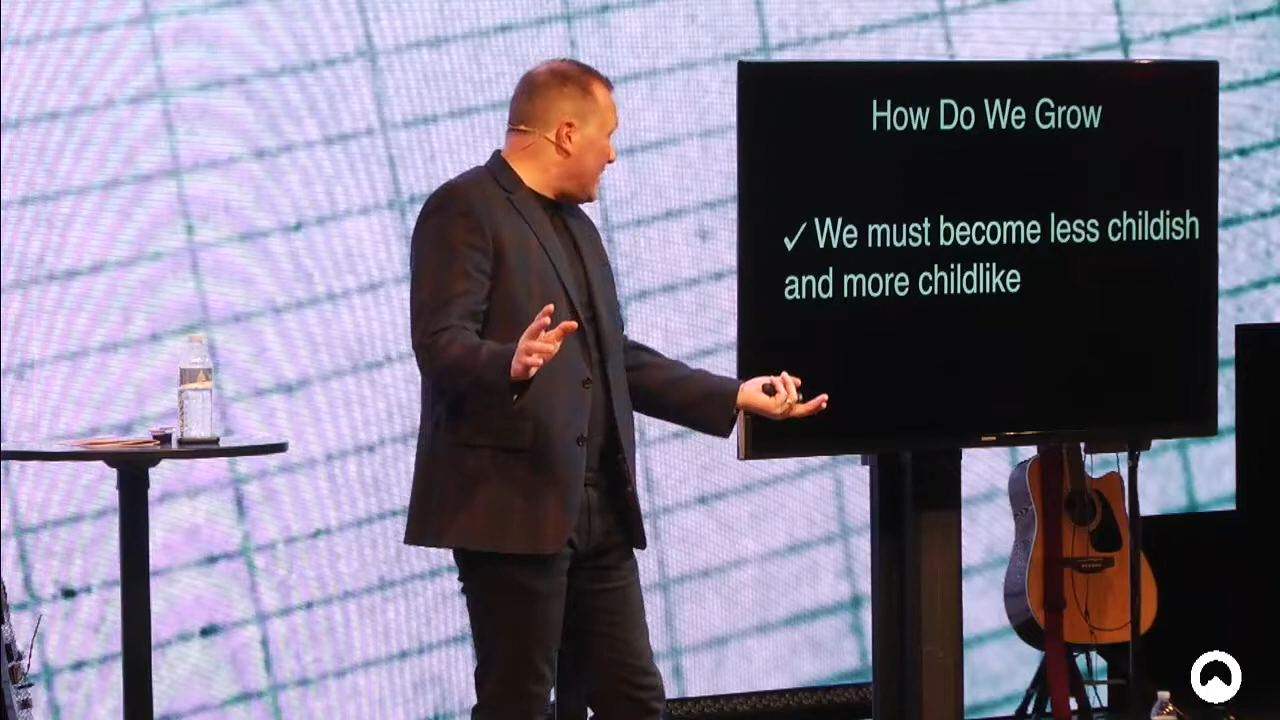 How Do We Grow
✓ We must become less childish
and more childlike